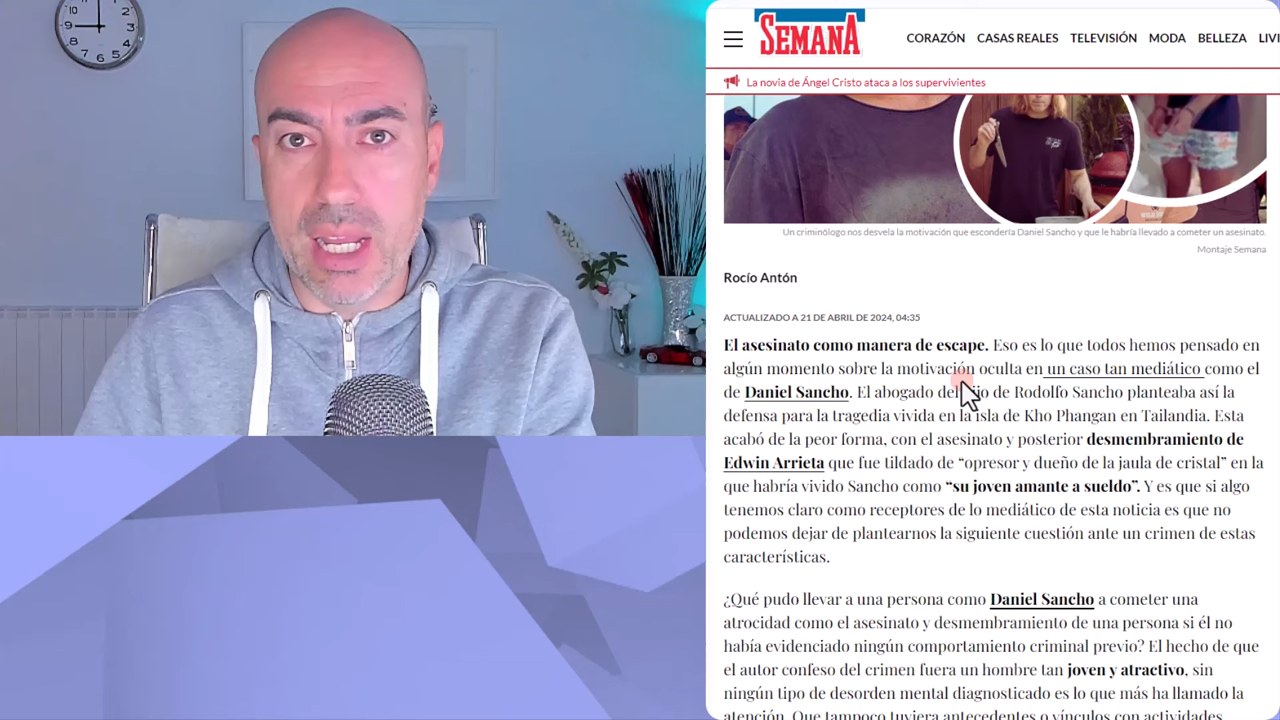 SEMANA
CORAZÓN CASAS REALES TELEVISIÓN MODA BELLEZA LIVI
La novia de Ángel Cristo ataca a los supervivientes
Un criminólogo nos desvela la motivación que escondería Daniel Sancho y que le habría llevado a cometer un asesinato.
Montaje Semana
Rocío Antón
ACTUALIZADO A 21 DE ABRIL DE 2024, 04:35
El asesinato como manera de escape. Eso es lo que todos hemos pensado en
algún momento sobre la motivación oculta en un caso tan mediático como el
de Daniel Sancho. El abogado del de Rodolfo Sancho planteaba así la
defensa para la tragedia vivida en la isla de Kho Phangan en Tailandia. Esta
acabó de la peor forma, con el asesinato y posterior desmembramiento de
Edwin Arrieta que fue tildado de “opresor y dueño de la jaula de cristal” en la
que habría vivido Sancho como “su joven amante a sueldo”. Y es que si algo
tenemos claro como receptores de lo mediático de esta noticia es que no
podemos dejar de plantearnos la siguiente cuestión ante un crimen de estas
características.
¿Qué pudo llevar a una persona como Daniel Sancho a cometer una
atrocidad como el asesinato y desmembramiento de una persona si él no
había evidenciado ningún comportamiento criminal previo? El hecho de que
el autor confeso del crimen fuera un hombre tan joven y atractivo, sin
ningún tipo de desorden mental diagnosticado es lo que más ha llamado la
atención. Que tampoco tuviera antecedentes o vínculos con actividades